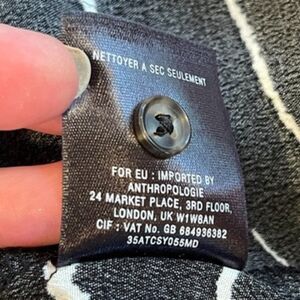 NETTOYER A SEC SEULEMENT
FOR EU : IMPORTED BY
ANTHROPOLOGIE
24 MARKET PLACE, 3RD FLOOR,
LONDON, UK W1W8AN
CIF : VAT No. GB 684936382
35ATCSY055MD